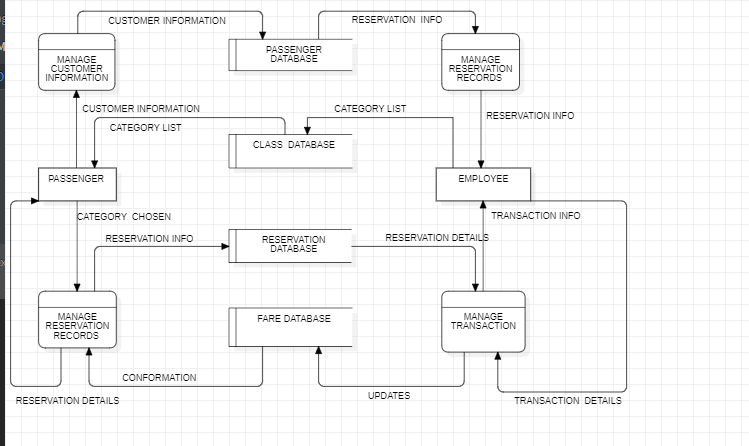 CUSTOMER INFORMATION
RESERVATION INFO
PASSENGER
DATABASE
MANAGE
CUSTOMER
INFORMATION
MANAGE
RESERVATION
RECORDS
CUSTOMER INFORMATION
CATEGORY LIST
RESERVATION INFO
CATEGORY LIST
CLASS DATABASE
PASSENGER
EMPLOYEE
CATEGORY CHOSEN
TRANSACTION INFO
RESERVATION INFO
RESERVATION
DATABASE
RESERVATION DETAILS
MANAGE
RESERVATION
RECORDS
FARE DATABASE
MANAGE
TRANSACTION
CONFORMATION
UPDATES
RESERVATION DETAILS
TRANSACTION DETAILS